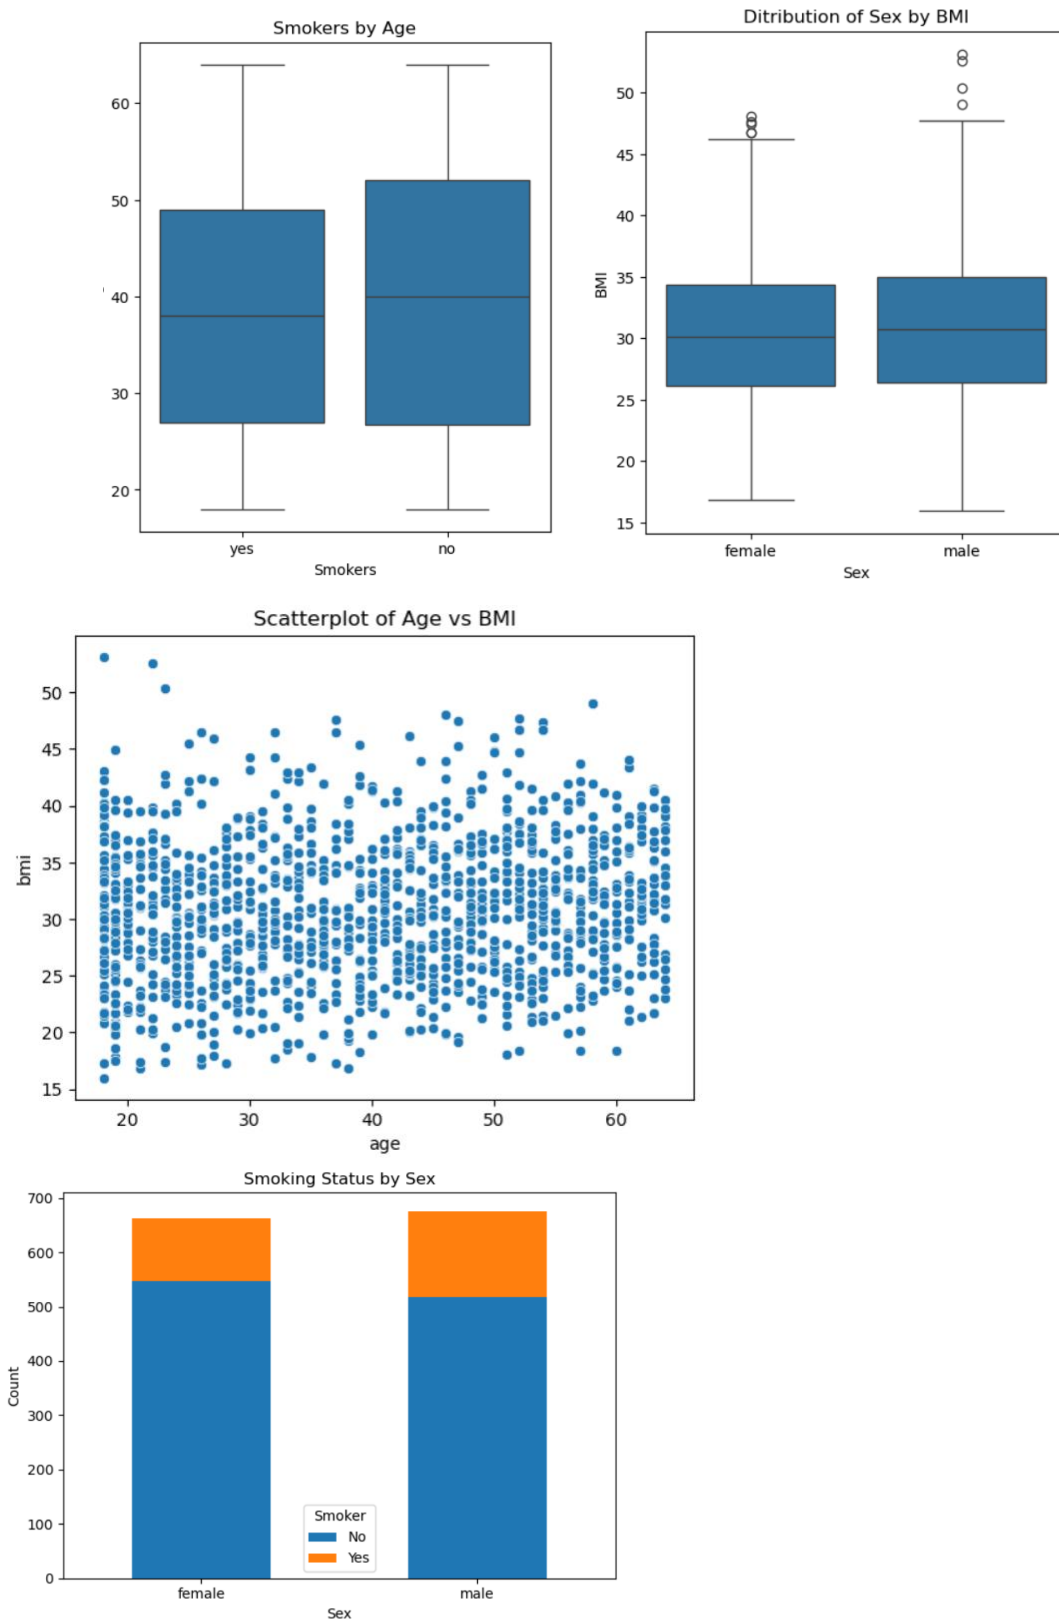 Smokers by Age
60
50
40
30
20
yes no
Smokers
Ditribution of Sex by BMI
BMI
50
45
40
35
30
25
20
15
female male
Sex
Scatterplot of Age vs BMI
bmi
50
45
40
35
30
25
20
15
20 30 40 50 60
age
Smoking Status by Sex
Count
700
600
500
400
300
200
100
0
Smoker
No
Yes
female male
Sex